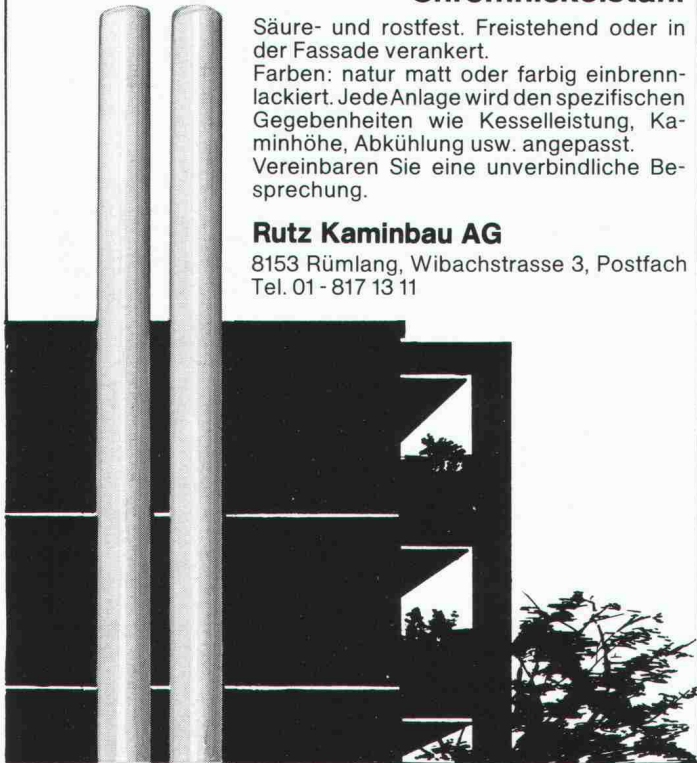 Säure- und rostfest. Freistehend oder in
der Fassade verankert.
Farben: natur matt oder farbig einbrenn-
lackiert. Jede Anlage wird den spezifischen
Gegebenheiten wie Kesselleistung, Ka-
minhöhe, Abkühlung usw. angepasst.
Vereinbaren Sie eine unverbindliche Be-
sprechung.
Rutz Kaminbau AG
8153 Rümlang, Wibachstrasse 3, Postfach
Tel. 01 - 817 13 11